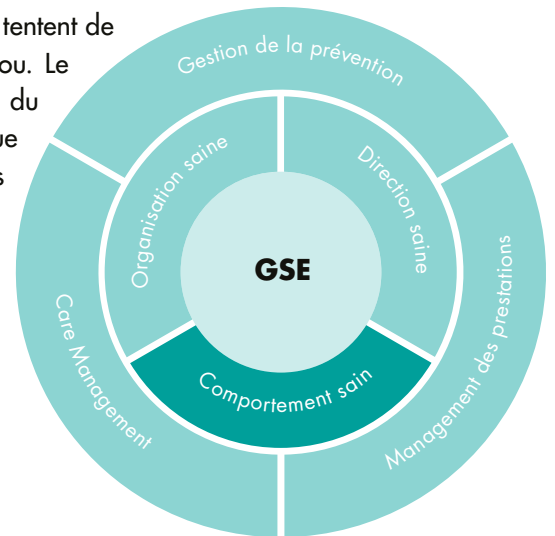 tentent de
ou. Le
du
Gestion de la prévention
Organisation saine
Direction saine
GSE
Comportement sain
Care Management
Management des prestations